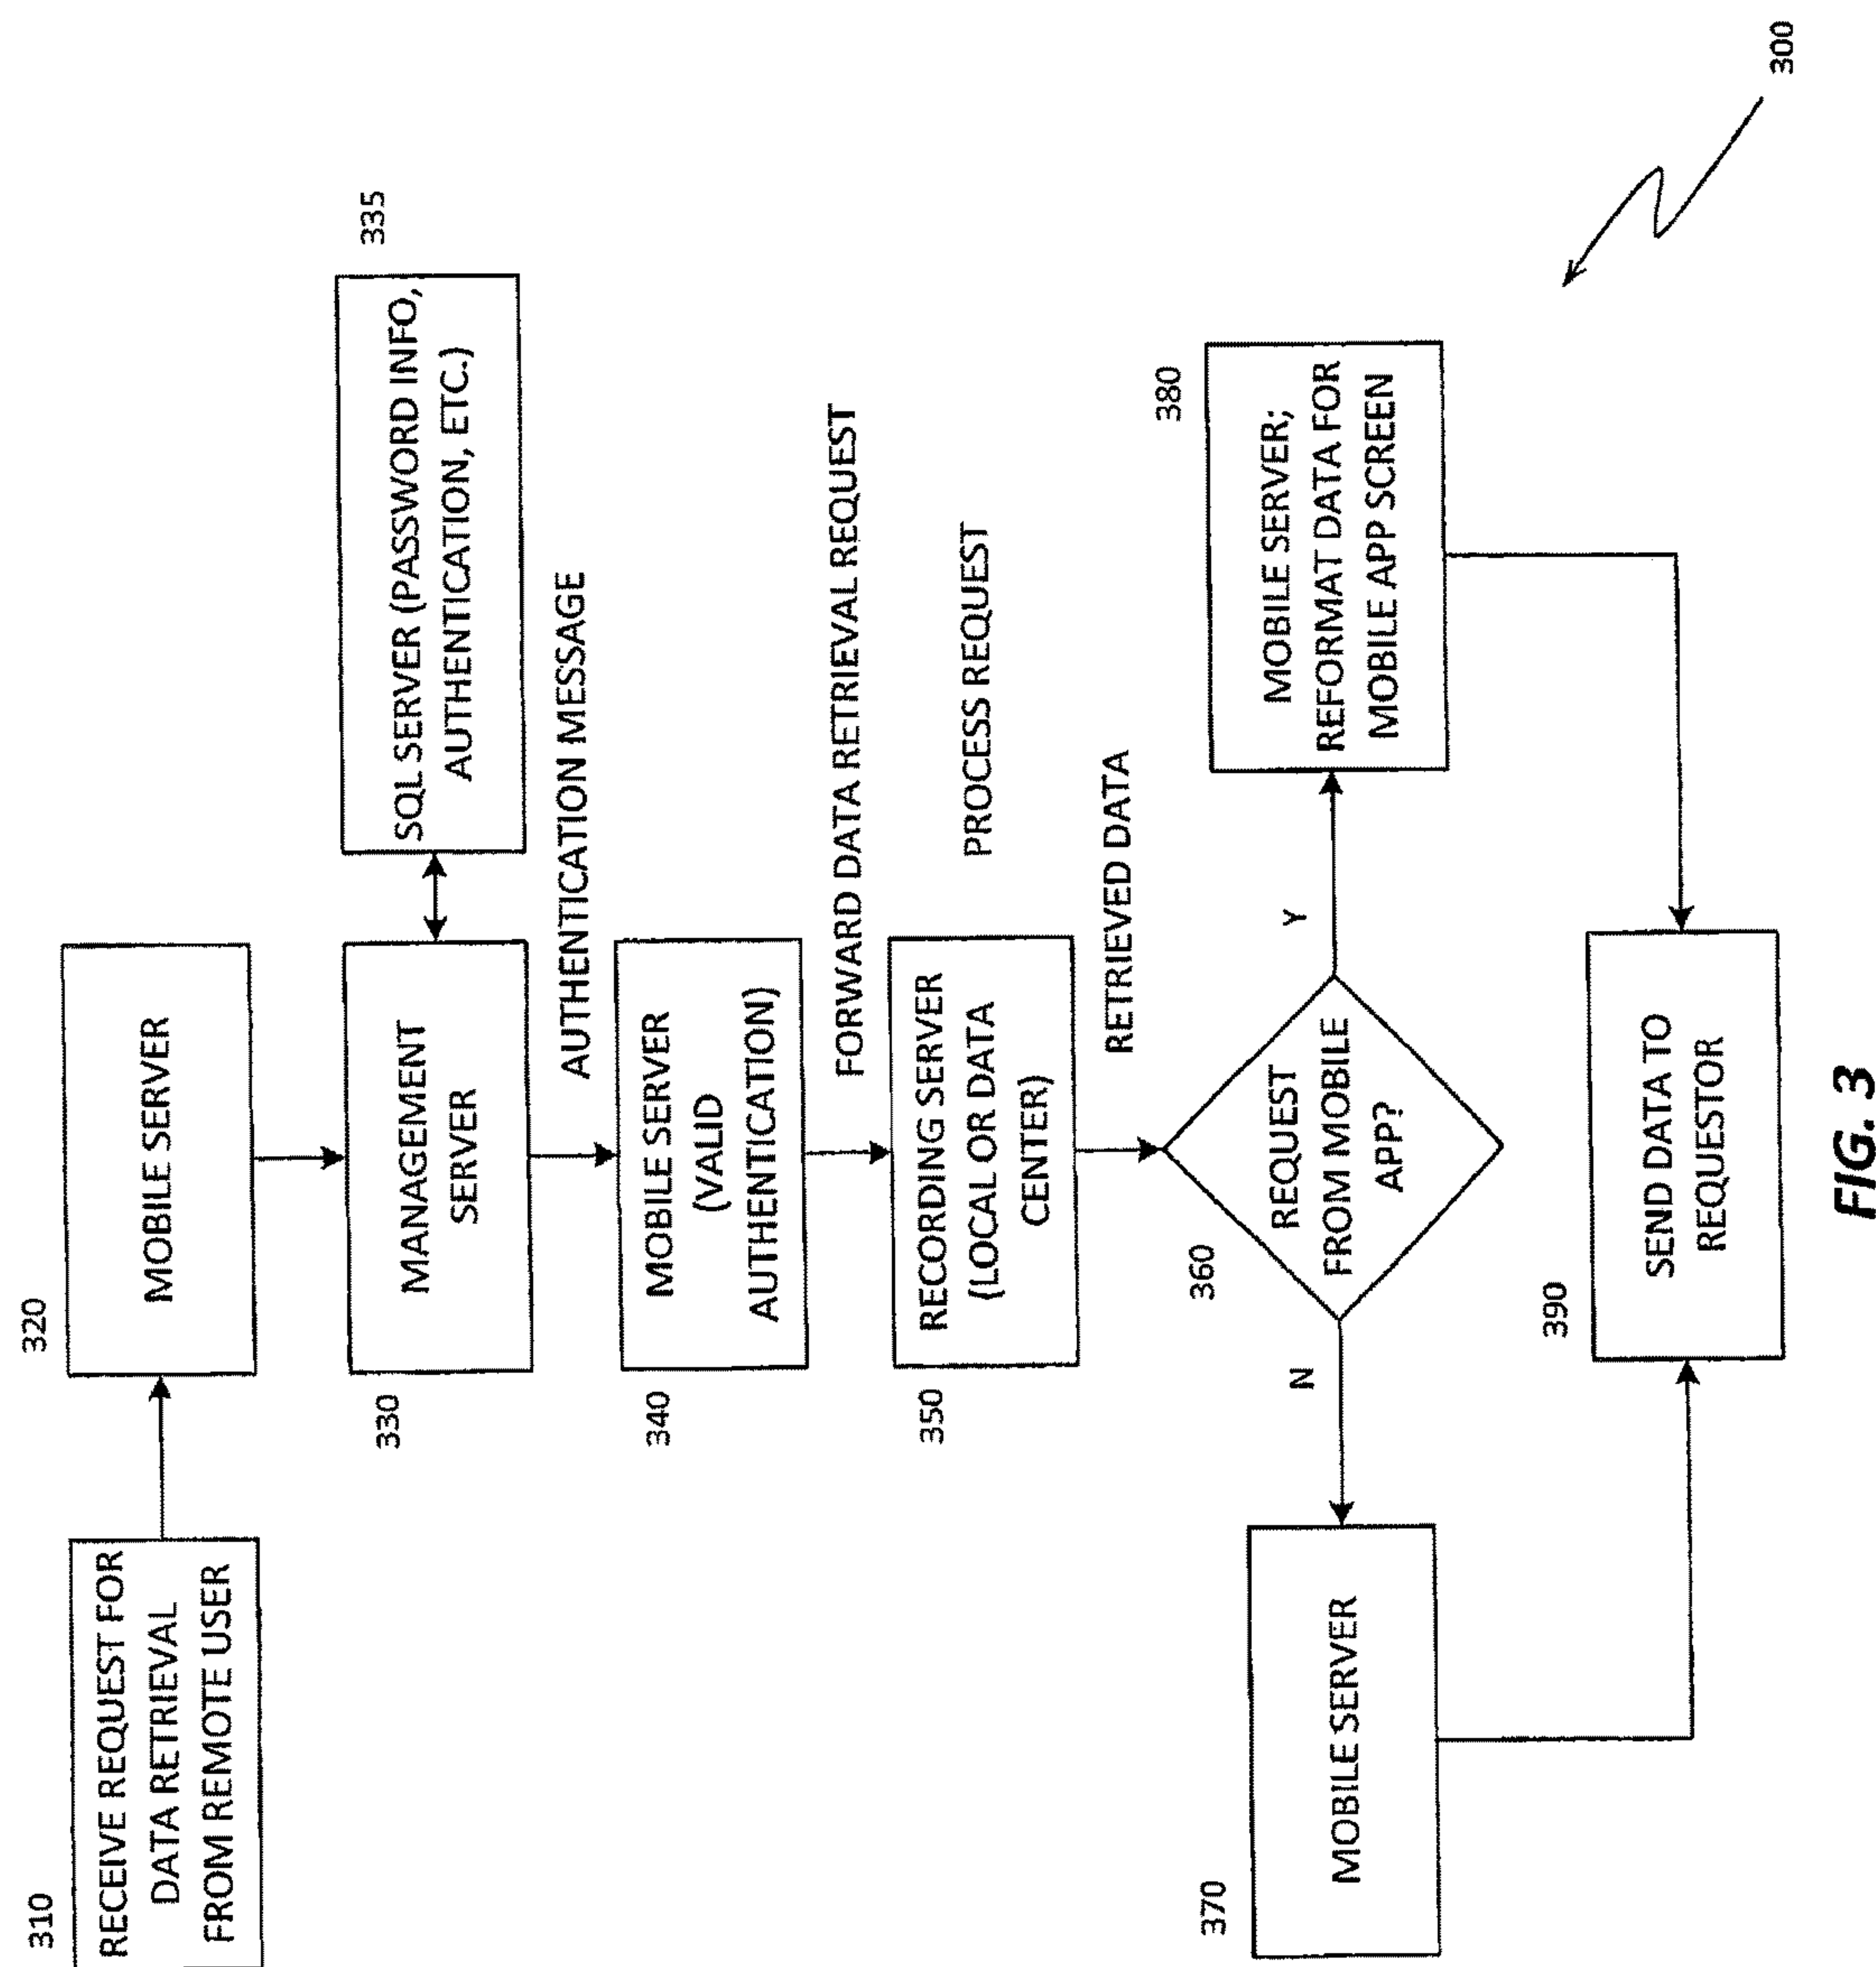 310
RECEIVE REQUEST FOR
DATA RETRIEVAL
FROM REMOTE USER
320
MOBILE SERVER
330
MANAGEMENT
SERVER
335
SQL SERVER (PASSWORD INFO,
AUTHENTICATION, ETC.)
AUTHENTICATION MESSAGE
340
MOBILE SERVER
(VALID
AUTHENTICATION)
FORWARD DATA RETRIEVAL REQUEST
350
RECORDING SERVER
(LOCAL OR DATA
CENTER)
PROCESS REQUEST
RETRIEVED DATA
360
REQUEST
FROM MOBILE
APP?
N
Y
370
MOBILE SERVER
380
MOBILE SERVER;
REFORMAT DATA FOR
MOBILE APP SCREEN
390
SEND DATA TO
REQUESTOR
300
FIG. 3